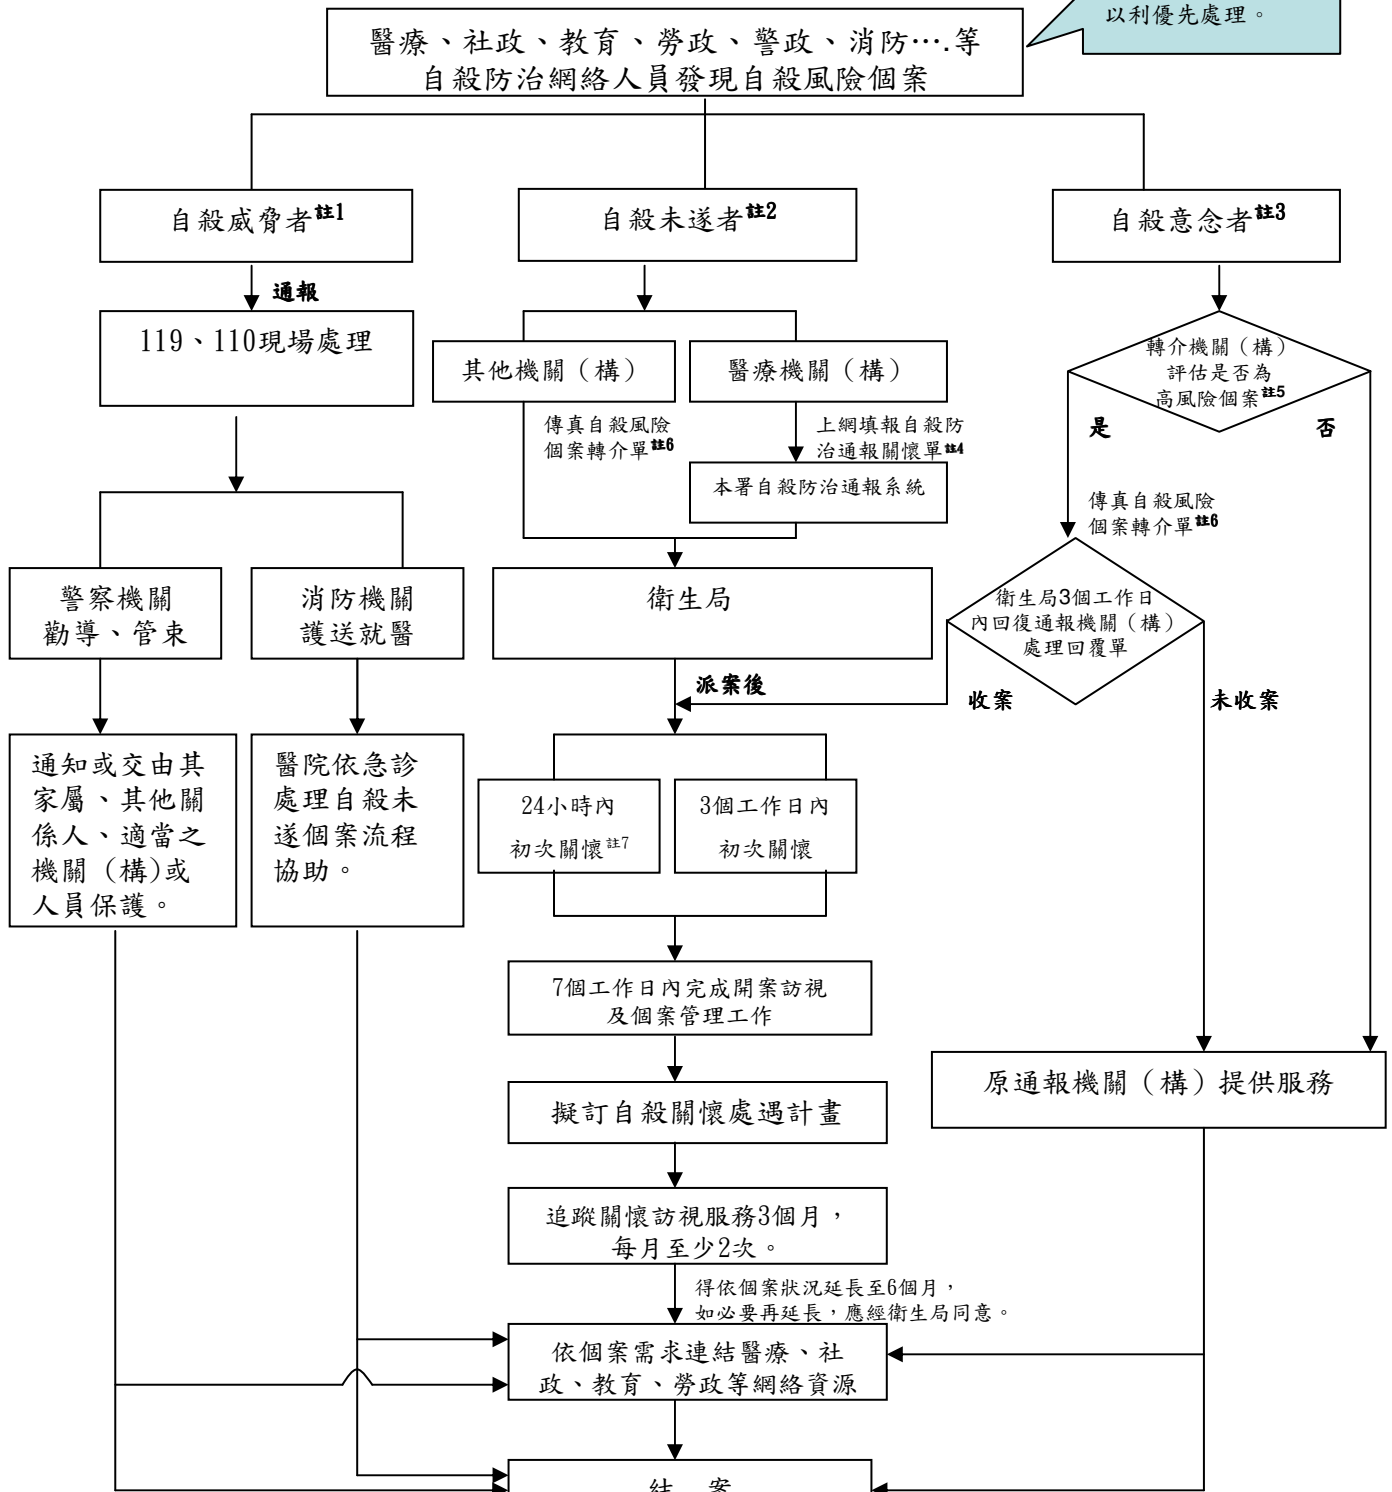 以利優先處理。
醫療、社政、教育、勞政、警政、消防….等
自殺防治網絡人員發現自殺風險個案
自殺威脅者註1
自殺未遂者註2
自殺意念者註3
通報
119、110現場處理
其他機關（構）
醫療機關（構）
轉介機關（構）
評估是否為
高風險個案註5
是
否
傳真自殺風險
個案轉介單註6
上網填報自殺防
治通報關懷單註4
本署自殺防治通報系統
傳真自殺風險
個案轉介單註6
警察機關
勸導、管束
消防機關
護送就醫
衛生局
衛生局3個工作日
內回復通報機關（構）
處理回覆單
派案後
收案
未收案
通知或交由其
家屬、其他關
係人、適當之
機關（構)或
人員保護。
醫院依急診
處理自殺未
遂個案流程
協助。
24小時內
初次關懷註7
3個工作日內
初次關懷
7個工作日內完成開案訪視
及個案管理工作
原通報機關（構）提供服務
擬訂自殺關懷處遇計畫
追蹤關懷訪視服務3個月，
每月至少2次。
得依個案狀況延長至6個月，
如必要再延長，應經衛生局同意。
依個案需求連結醫療、社
政、教育、勞政等網絡資源
結 案